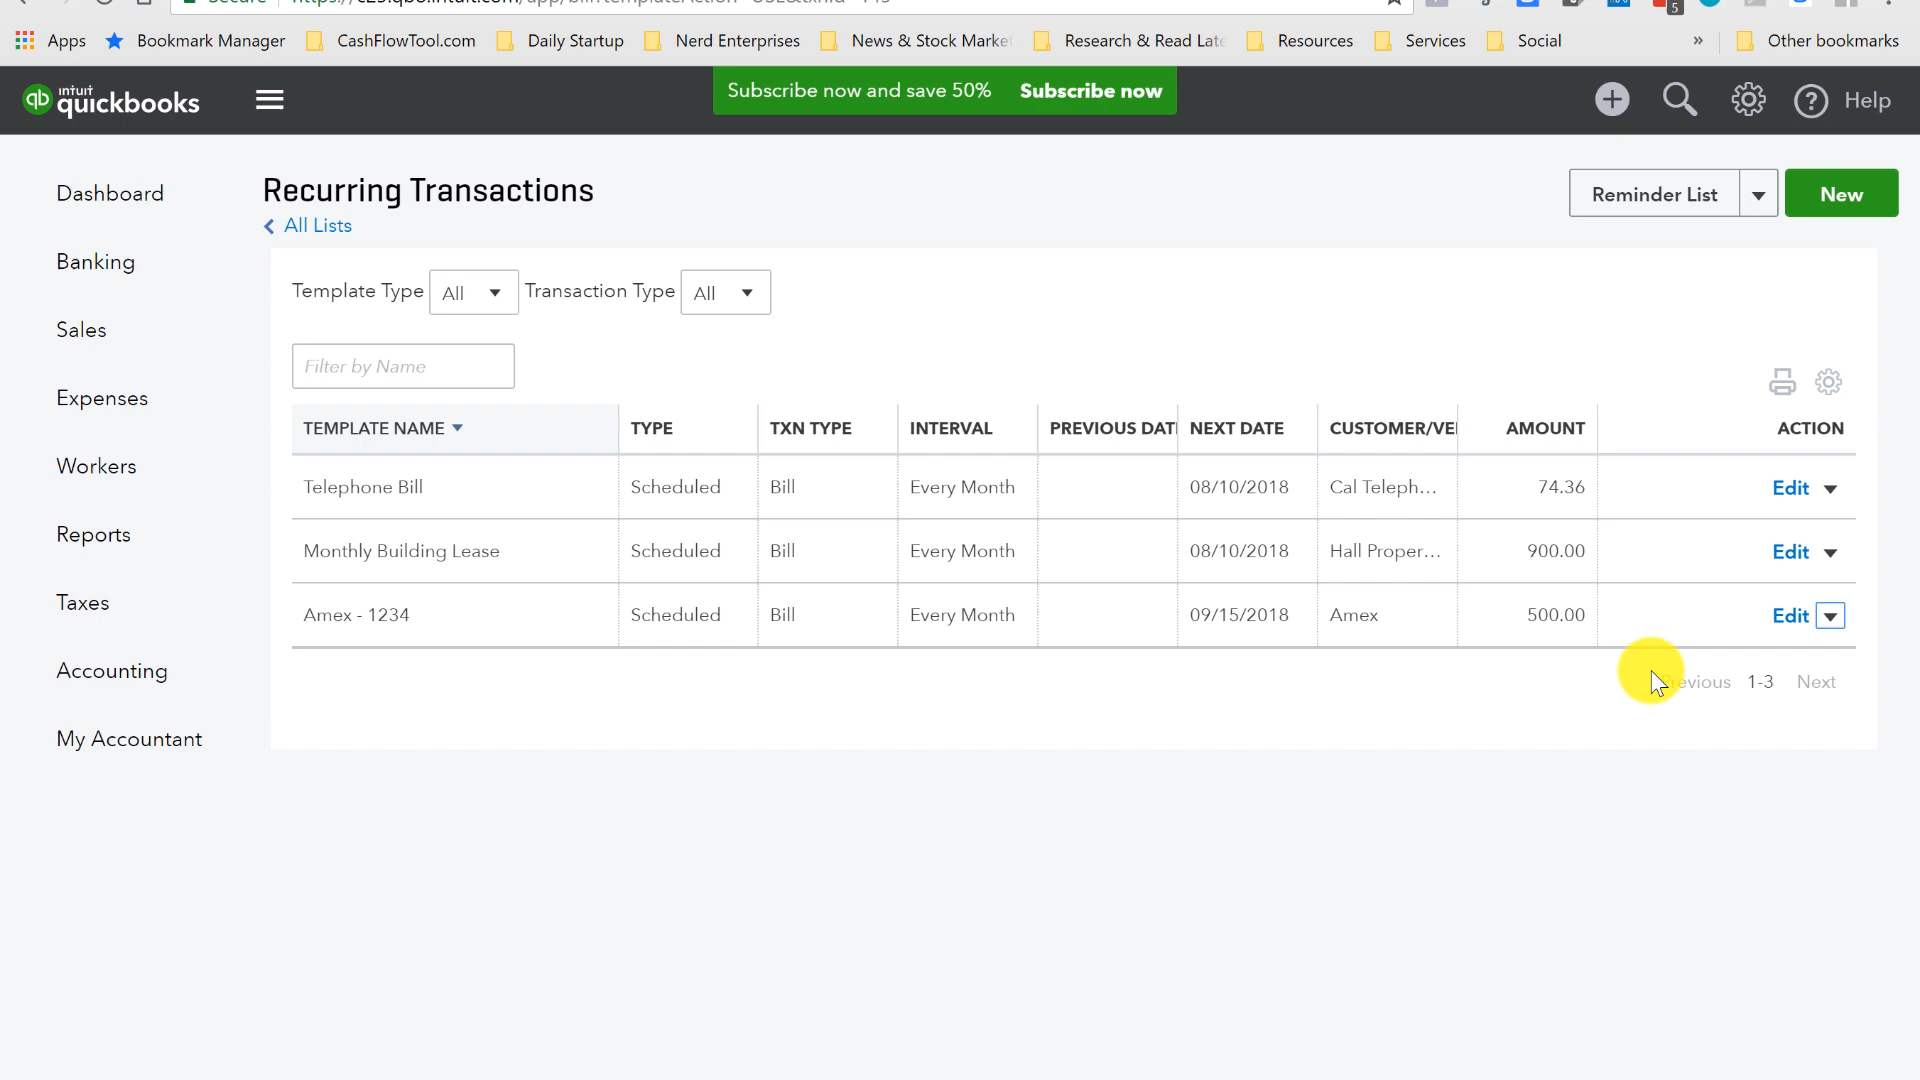 5
Apps Bookmark Manager CashFlowTool.com Daily Startup Nerd Enterprises News & Stock Marke Research & Read Late Resources Services Social » Other bookmarks
intuit
qb quickbooks Subscribe now and save 50% Subscribe now ? Help
Dashboard
Banking
Sales
Expenses
Workers
Reports
Taxes
Accounting
My Accountant
Recurring Transactions
All Lists
Reminder List New
Template Type All Transaction Type All
Filter by Name
TEMPLATE NAME TYPE TXN TYPE INTERVAL PREVIOUS DAT NEXT DATE CUSTOMER/VE AMOUNT ACTION
Telephone Bill Scheduled Bill Every Month 08/10/2018 Cal Teleph... 74.36 Edit
Monthly Building Lease Scheduled Bill Every Month 08/10/2018 Hall Proper... 900.00 Edit
Amex - 1234 Scheduled Bill Every Month 09/15/2018 Amex 500.00 Edit
evious 1-3 Next